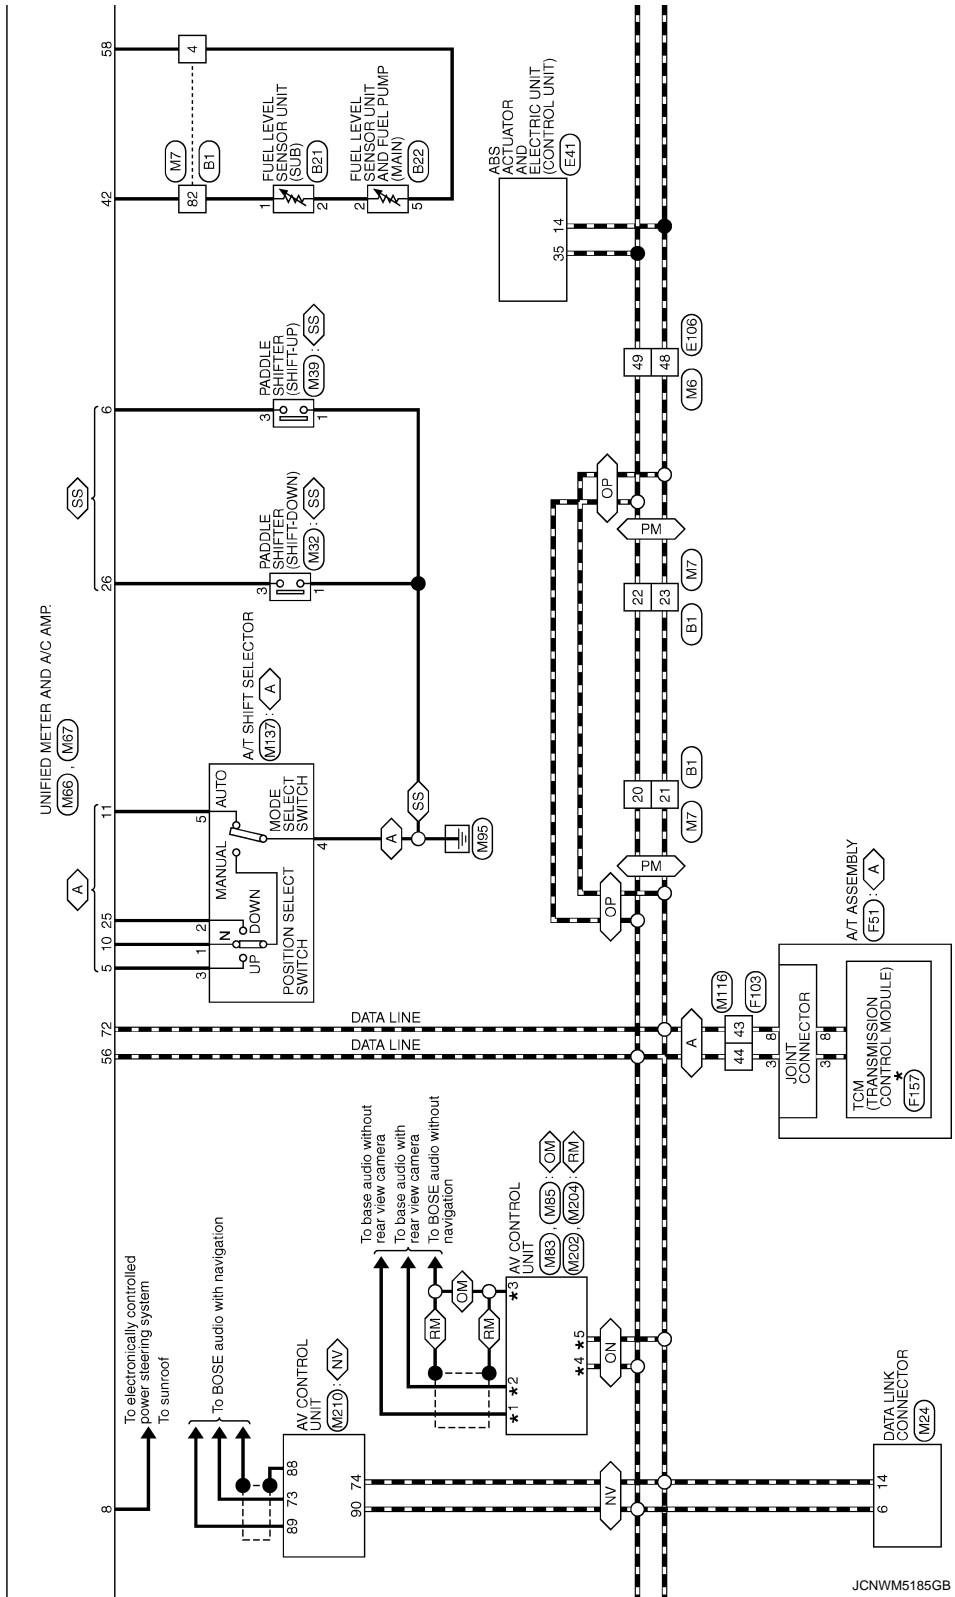 UNIFIED METER AND A/C AMP.
M66 , M67
8
To electronically controlled
power steering system
To sunroof
To BOSE audio with navigation
AV CONTROL
UNIT
M210 : NV
89
73
88
90
74
To base audio without
rear view camera
To base audio with
rear view camera
To BOSE audio without
navigation
RM
OM
RM
AV CONTROL
UNIT
M83 , M85 : OM
M202 , M204 : RM
*1
*2
*3
*4
*5
ON
NV
DATA LINK
CONNECTOR
M24
6
14
56
72
DATA LINE
DATA LINE
A
M116
F103
44
43
3
8
JOINT
CONNECTOR
3
8
TCM
(TRANSMISSION
CONTROL MODULE)
*
F157
A/T ASSEMBLY
F51 : A
A
5
10
25
11
3
1
2
5
UP
N
DOWN
MANUAL
AUTO
POSITION SELECT
SWITCH
MODE
SELECT
SWITCH
4
A/T SHIFT SELECTOR
M137 : A
A
SS
M95
SS
26
6
3
1
PADDLE
SHIFTER
(SHIFT-DOWN)
M32 : SS
3
1
PADDLE
SHIFTER
(SHIFT-UP)
M39 : SS
OP
PM
20
21
M7
B1
22
23
B1
M7
PM
OP
49
48
M6
E106
ABS
ACTUATOR
AND
ELECTRIC UNIT
(CONTROL UNIT)
E41
35
14
42
58
82
4
M7
B1
1
2
FUEL LEVEL
SENSOR UNIT
(SUB)
B21
2
5
FUEL LEVEL
SENSOR UNIT
AND FUEL PUMP
(MAIN)
B22
JCNWM5185GB